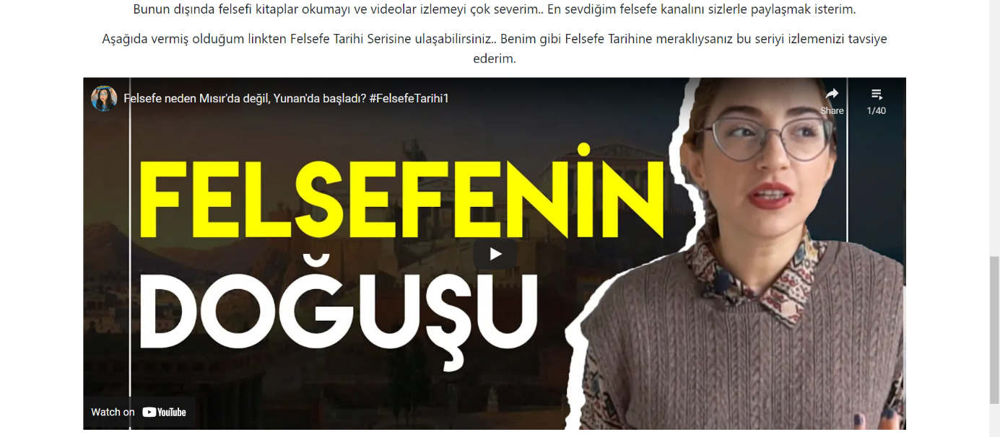 Bunun dışında felsefi kitaplar okumayı ve videolar izlemeyi çok severim.. En sevdiğim felsefe kanalını sizlerle paylaşmak isterim.
Aşağıda vermiş olduğum linkten Felsefe Tarihi Serisine ulaşabilirsiniz.. Benim gibi Felsefe Tarihine meraklıysanız bu seriyi izlemenizi tavsiye
ederim.
Felsefe neden Mısır'da değil, Yunan'da başladı? #FelsefeTarihi1
Share
1/40
FELSEFENİN
DOĞUŞU
Watch on YouTube